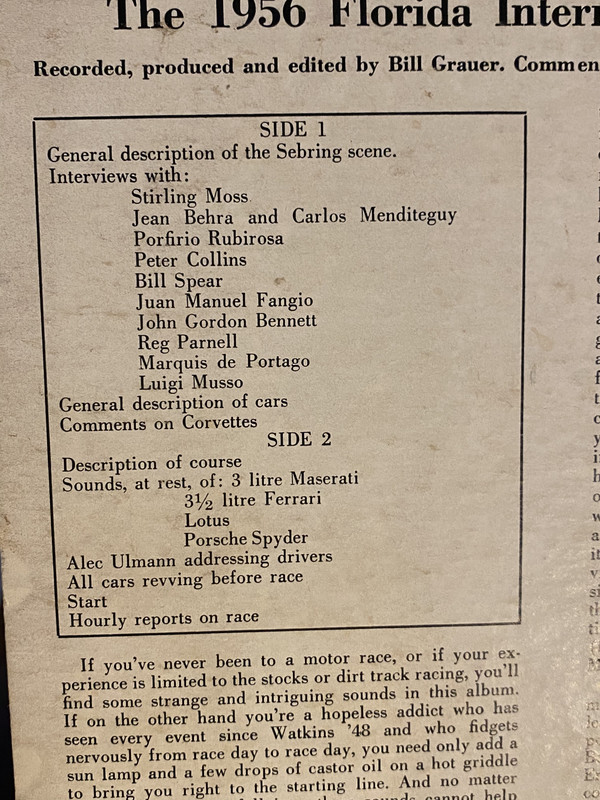 The 1956 Florida
Recorded, produced and edited by Bill Grauer.
SIDE 1
General description of the Sebring scene.
Interviews with:
Stirling Moss
Jean Behra and Carlos Menditeguy
Porfirio Rubirosa
Peter Collins
Bill Spear
Juan Manuel Fangio
John Gordon Bennett
Reg Parnell
Marquis de Portago
Luigi Musso
General description of cars
Comments on Corvettes
SIDE 2
Description of course
Sounds, at rest, of: 3 litre Maserati
3½ litre Ferrari
Lotus
Porsche Spyder
Alec Ulmann addressing drivers
All cars revving before race
Start
Hourly reports on race
If you've never been to a motor race, or if your ex-
perience is limited to the stocks or dirt track racing, you'll
find some strange and intriguing sounds in this album.
If on the other hand you're a hopeless addict who has
seen every event since Watkins '48 and who fidgets
nervously from race day to race day, you need only add a
sun lamp and a few drops of castor oil on a hot griddle
to bring you right to the starting line. And no matter
cannot help